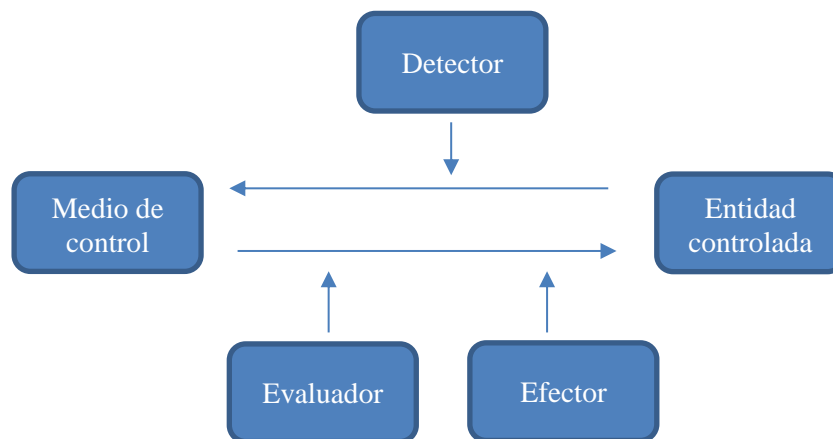 Detector
Medio de
control
Entidad
controlada
Evaluador
Efector